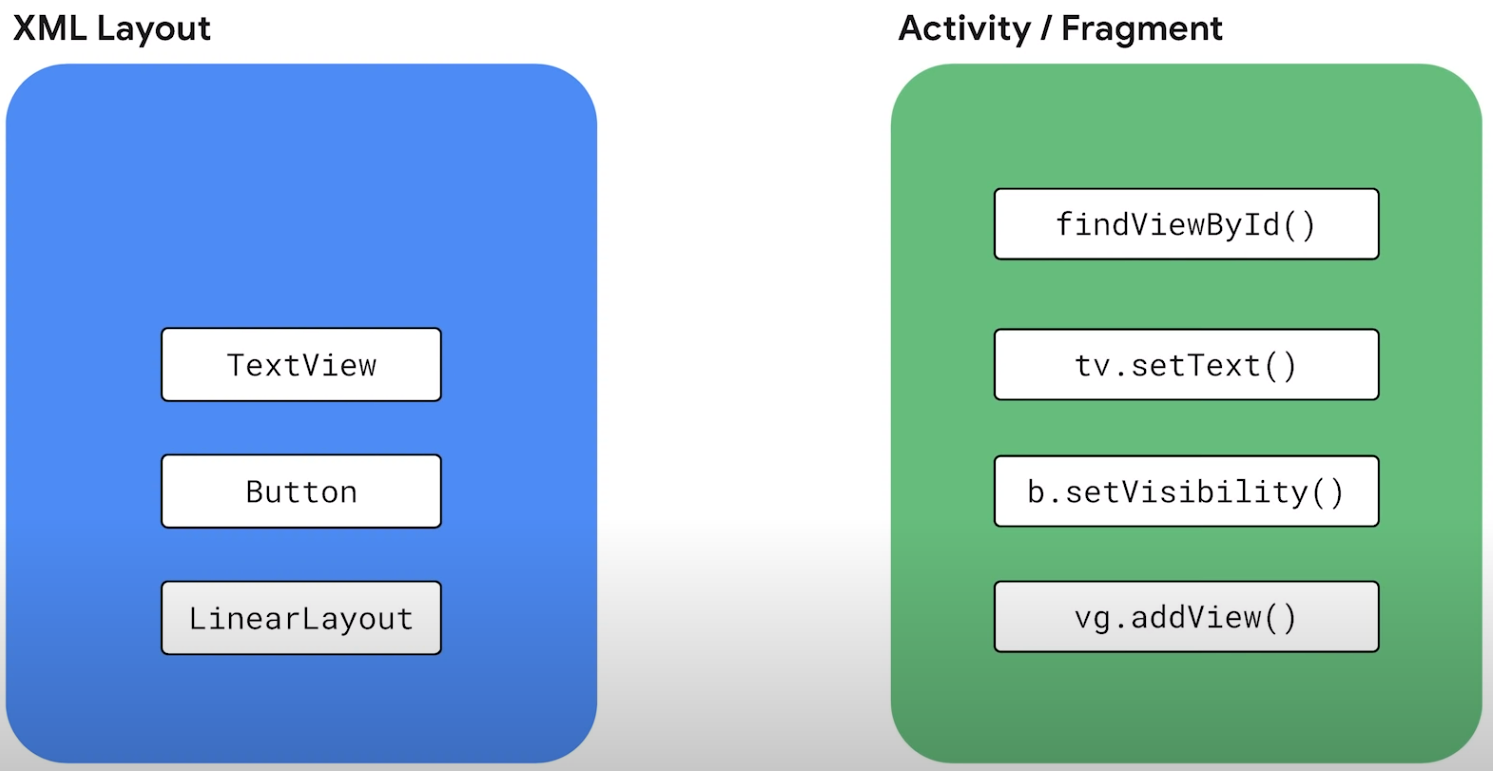 XML Layout
TextView
Button
LinearLayout
Activity / Fragment
findViewById()
tv.setText()
b.setVisibility()
vg.addView()